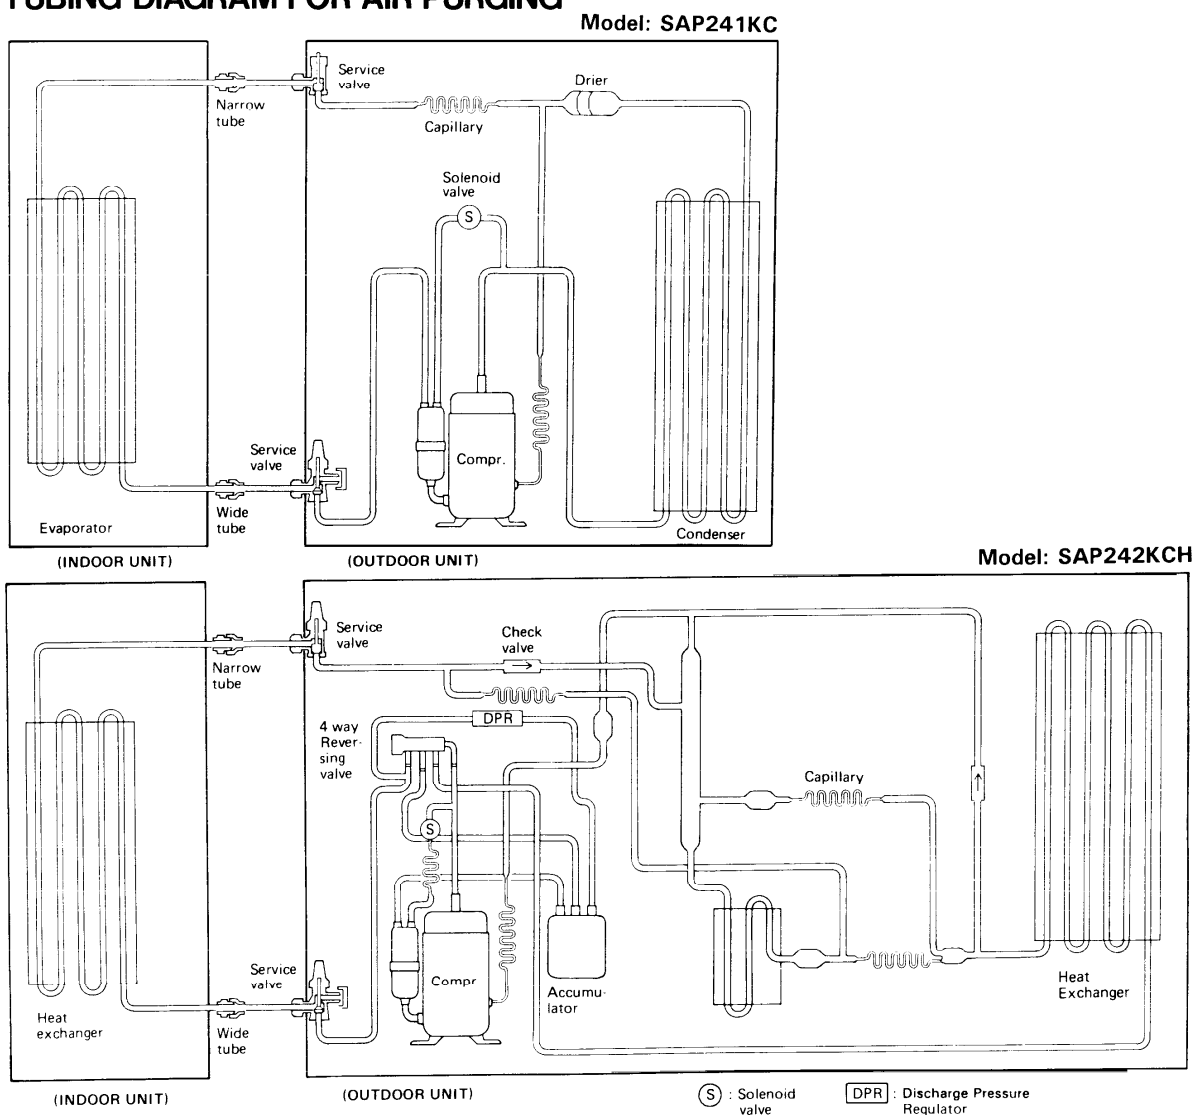 TUBING DIAGRAM FOR AIR PURGING
Model: SAP241KC
Service
valve
Narrow
tube
Capillary
Drier
Solenoid
valve
S
Compr.
Service
valve
Wide
tube
Evaporator
Condenser
(INDOOR UNIT)
(OUTDOOR UNIT)
Model: SAP242KCH
Service
valve
Narrow
tube
Check
valve
4 way
Rever-
sing
valve
DPR
Capillary
S
Compr
Accumu-
lator
Service
valve
Wide
tube
Heat
exchanger
Heat
Exchanger
(INDOOR UNIT)
(OUTDOOR UNIT)
S : Solenoid
valve
DPR : Discharge Pressure
Regulator